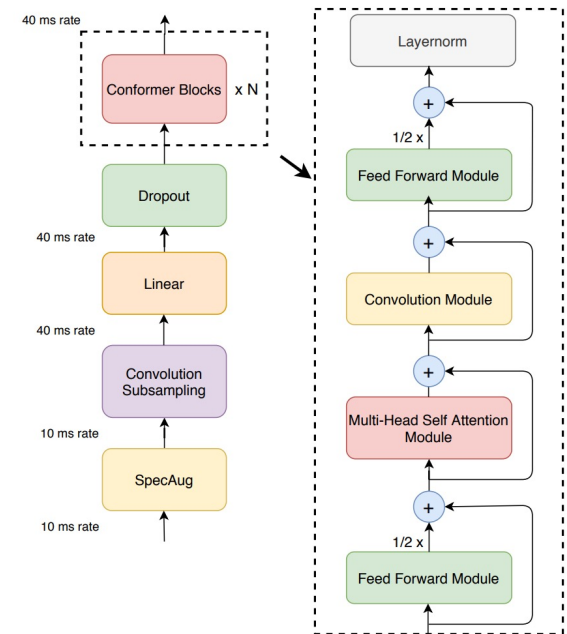 40 ms rate
Conformer Blocks
x N
Dropout
40 ms rate
Linear
40 ms rate
Convolution
Subsampling
10 ms rate
SpecAug
10 ms rate
Layernorm
+
1/2 x
Feed Forward Module
+
Convolution Module
+
Multi-Head Self Attention
Module
+
1/2 x
Feed Forward Module